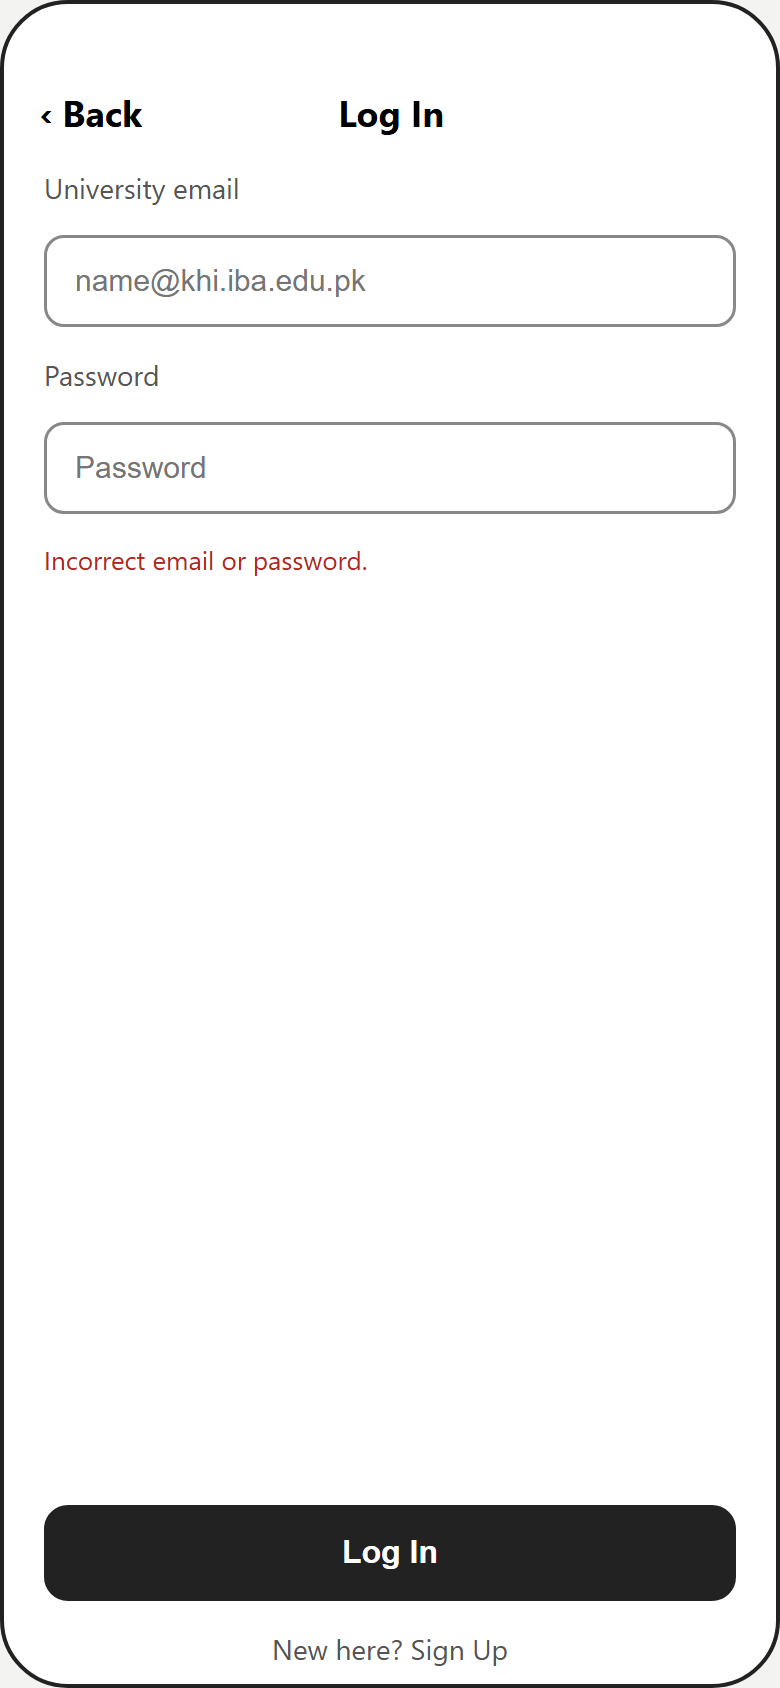 ‹ Back
Log In
University email
name@khi.iba.edu.pk
Password
Password
Incorrect email or password.
Log In
New here? Sign Up